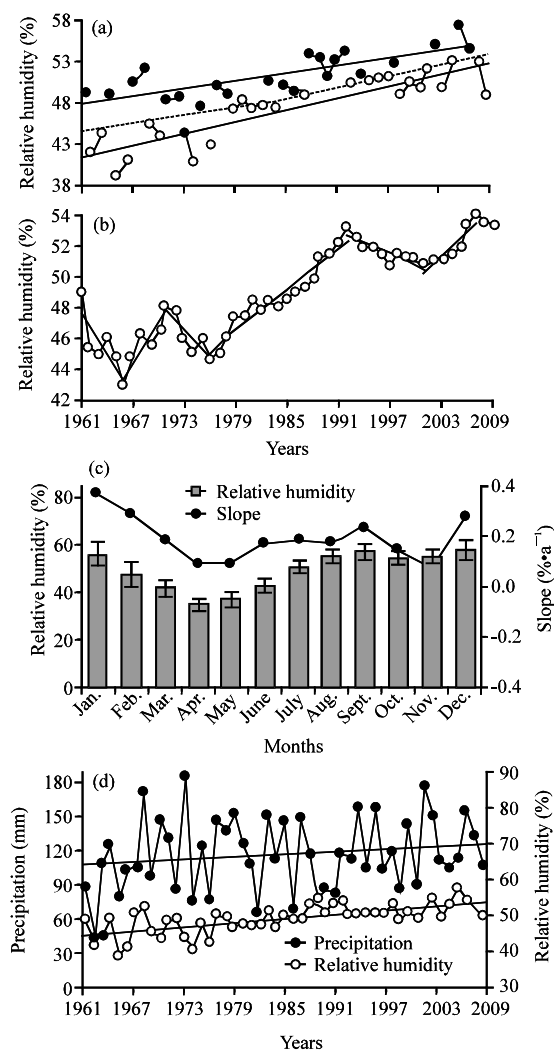 (a)
Relative humidity (%)
58
53
48
43
38
(b)
Relative humidity (%)
54
52
50
48
46
44
42
1961 1967 1973 1979 1985 1991 1997 2003 2009
Years
(c)
Relative humidity
Slope
Relative humidity (%)
80
60
40
20
0
0.4
0.2
0.0
-0.2
-0.4
Slope (%•a⁻¹)
Jan. Feb. Mar. Apr. May June July Aug. Sept. Oct. Nov. Dec.
Months
(d)
Precipitation (mm)
180
150
120
90
60
30
0
90
80
70
60
50
40
30
Relative humidity (%)
Precipitation
Relative humidity
1961 1967 1973 1979 1985 1991 1997 2003 2009
Years